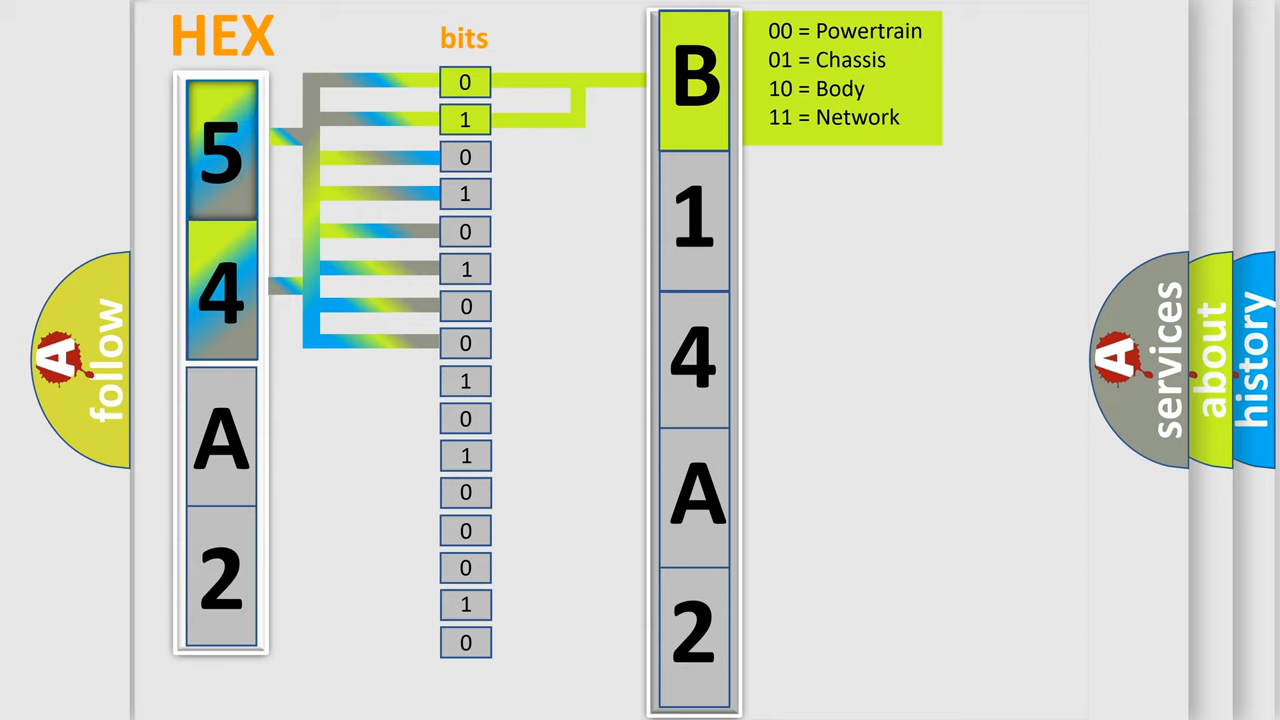 HEX
bits
5
4
A
2
0
1
0
1
0
1
0
0
1
0
1
0
0
0
1
0
B
1
4
A
2
00 = Powertrain
01 = Chassis
10 = Body
11 = Network
A
follow
A
services
about
history